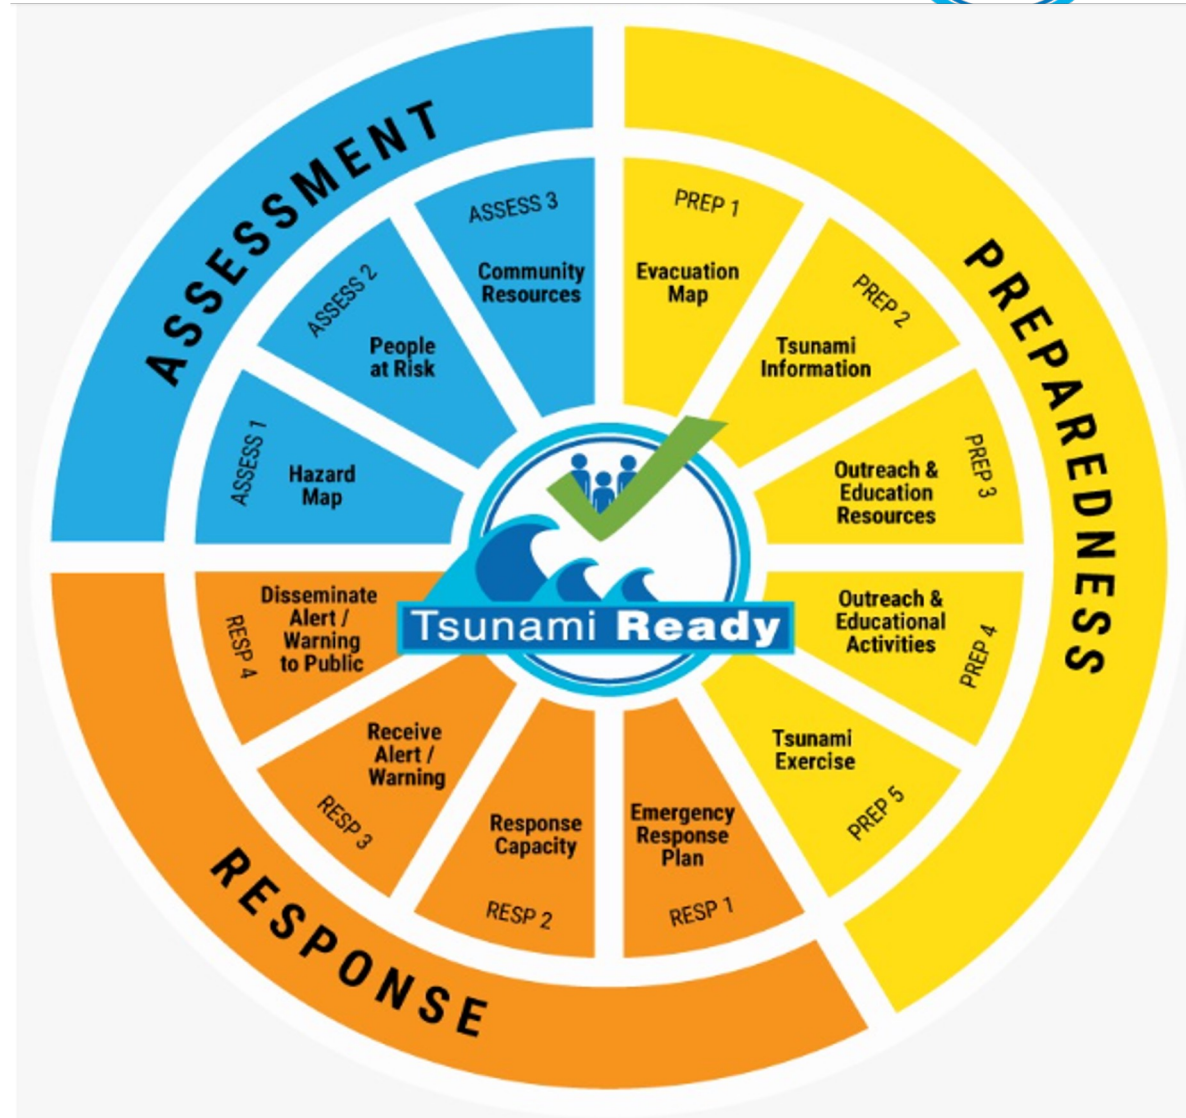 ASSESSMENT
ASSESS 1
Hazard
Map
ASSESS 2
People
at Risk
ASSESS 3
Community
Resources
PREPAREDNESS
PREP 1
Evacuation
Map
PREP 2
Tsunami
Information
PREP 3
Outreach &
Education
Resources
PREP 4
Outreach &
Educational
Activities
PREP 5
Tsunami
Exercise
RESPONSE
RESP 1
Emergency
Response
Plan
RESP 2
Response
Capacity
RESP 3
Receive
Alert /
Warning
RESP 4
Disseminate
Alert /
Warning
to Public
Tsunami Ready